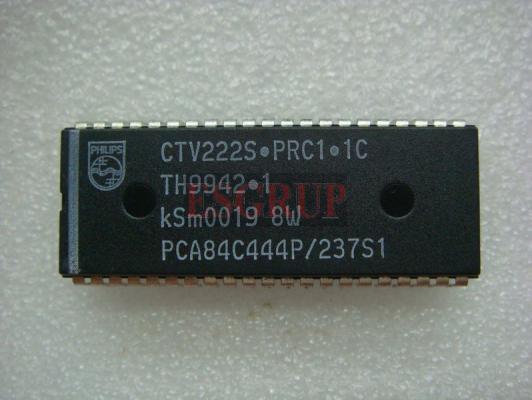 PHILIPS
CTV222S•PRC1•1C
TH9942•1
ESGRUP
kSm0019 8W
PCA84C444P/237S1